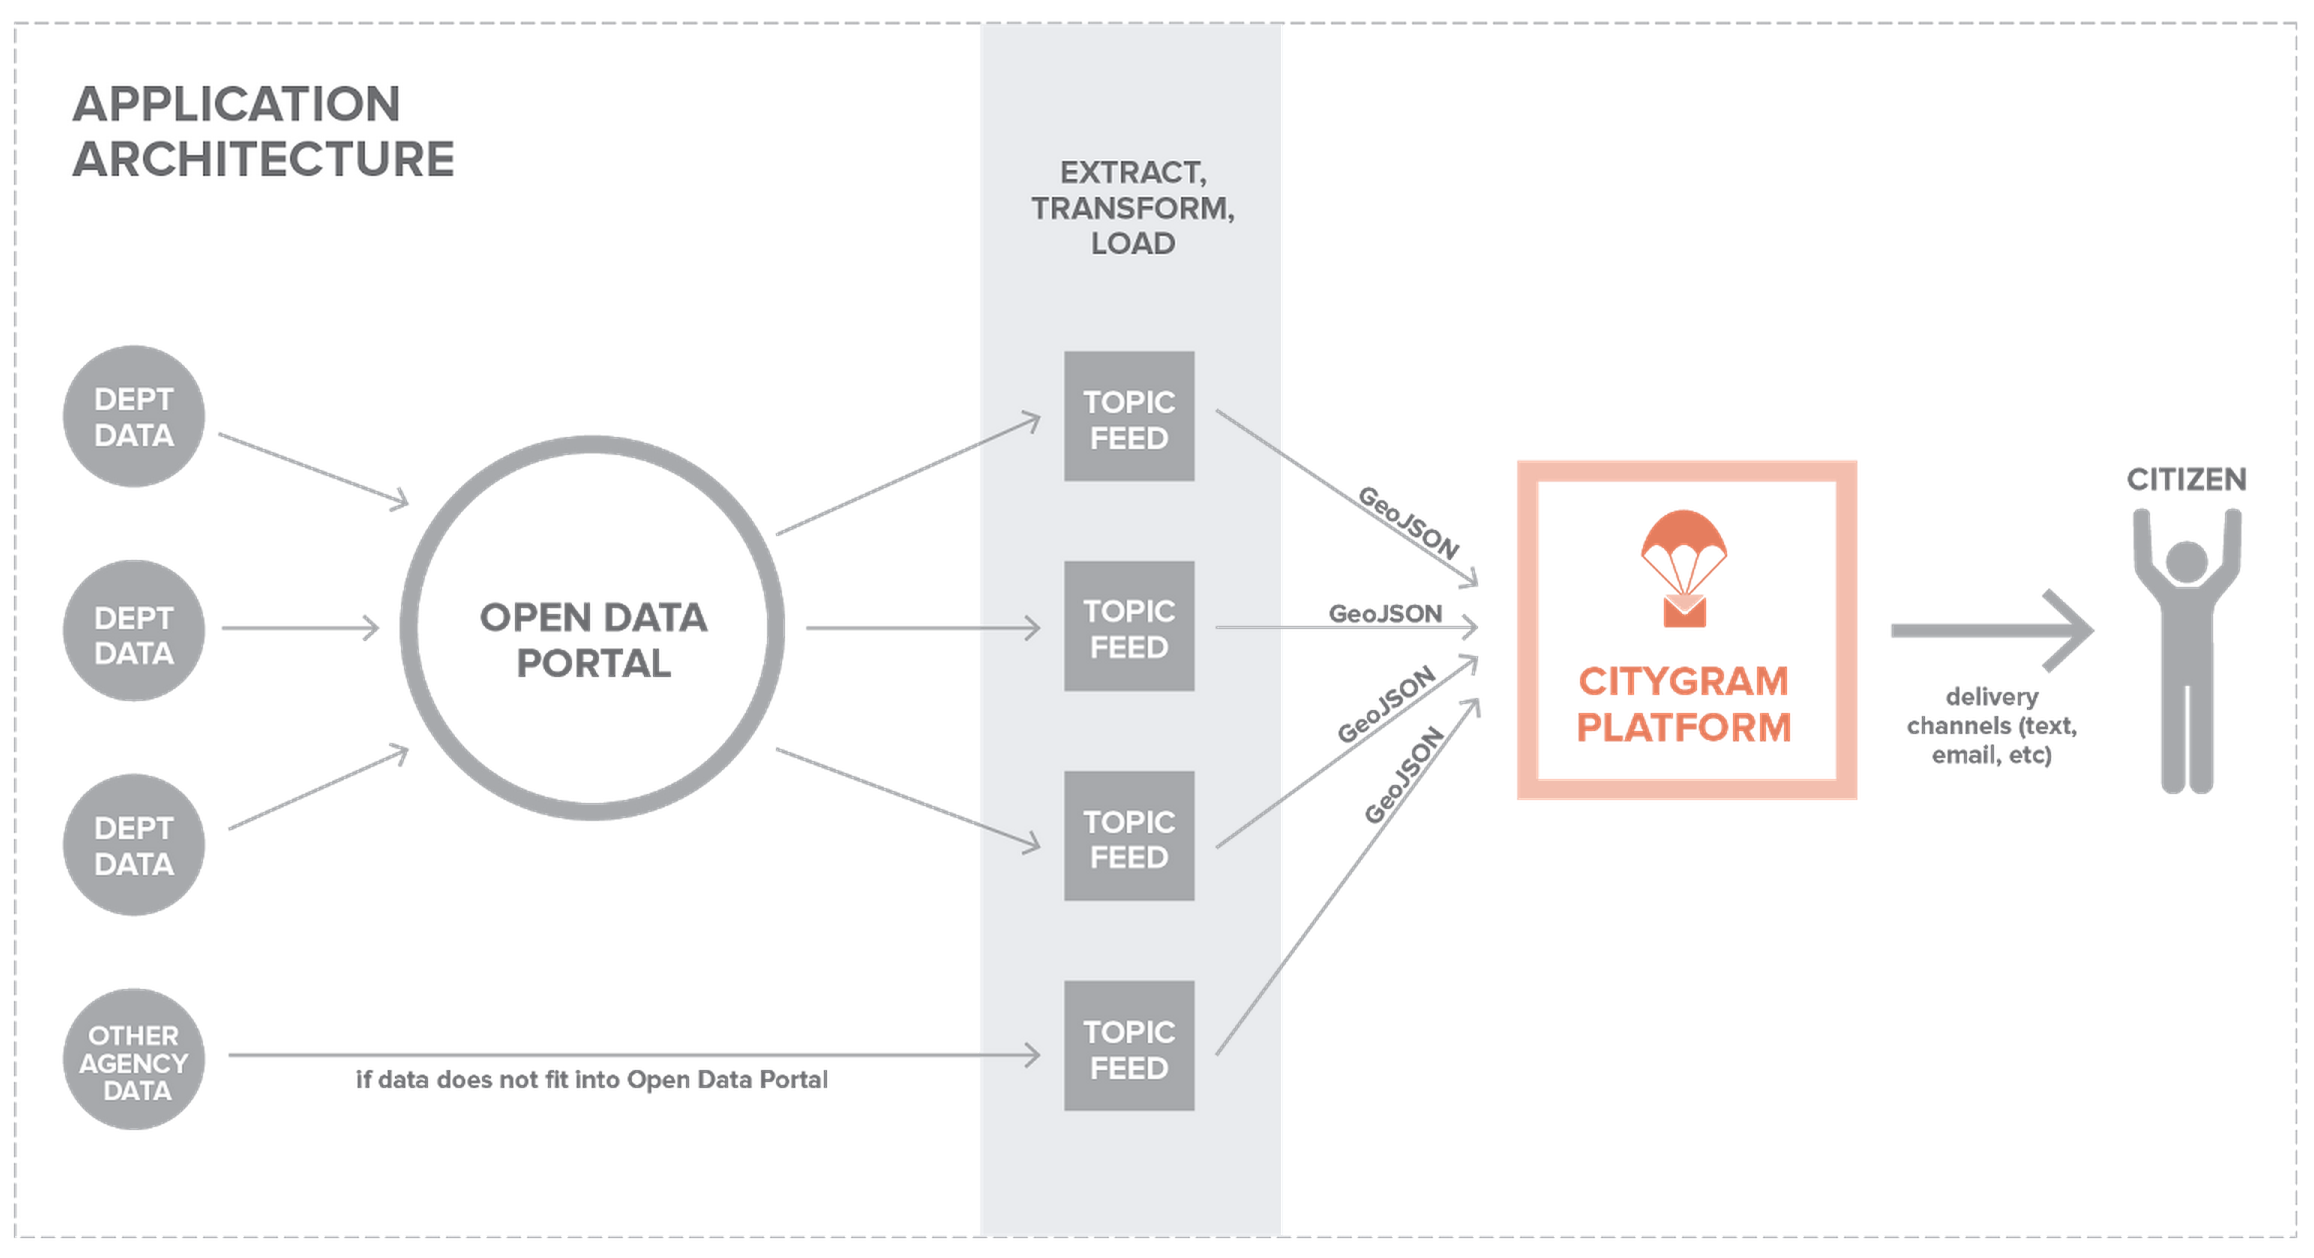 APPLICATION
ARCHITECTURE
EXTRACT,
TRANSFORM,
LOAD
DEPT
DATA
DEPT
DATA
DEPT
DATA
OTHER
AGENCY
DATA
OPEN DATA
PORTAL
if data does not fit into Open Data Portal
TOPIC
FEED
TOPIC
FEED
TOPIC
FEED
TOPIC
FEED
GeoJSON
GeoJSON
GeoJSON
GeoJSON
CITYGRAM
PLATFORM
delivery
channels (text,
email, etc)
CITIZEN